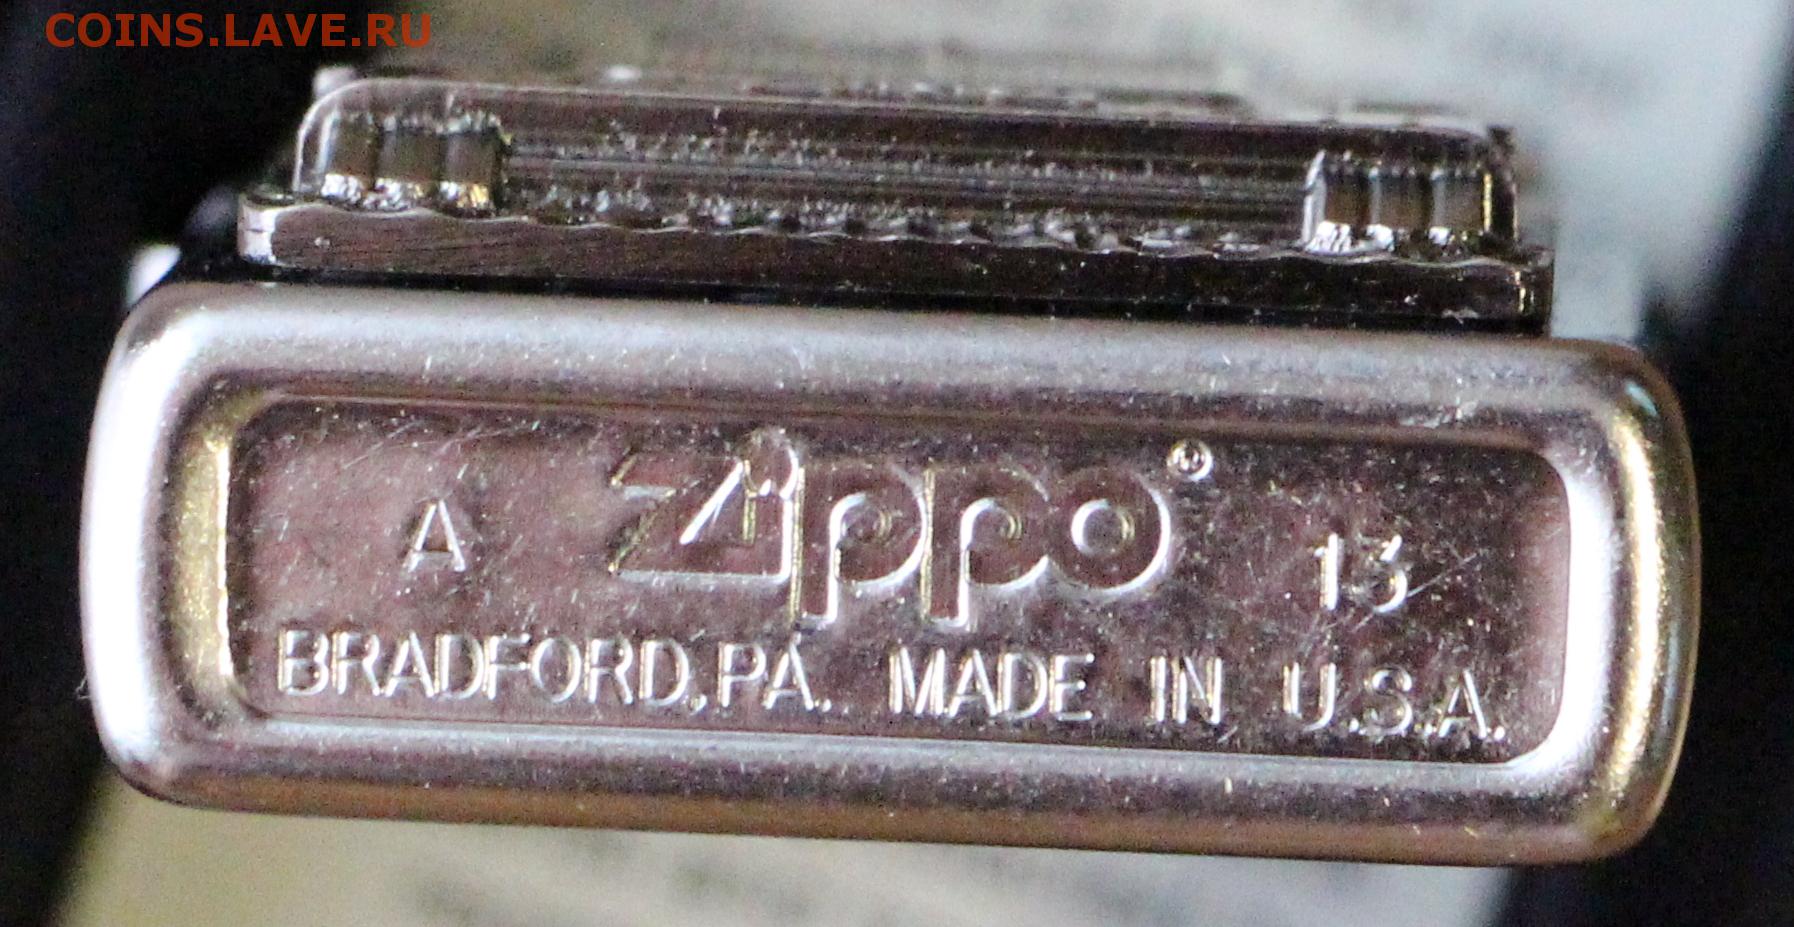 COINS.LAVE.RU
A Zippo® 13
BRADFORD,PA. MADE IN U.S.A.